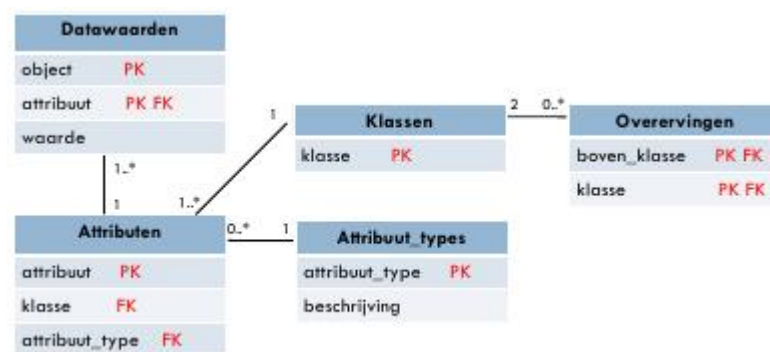 Datawaarden
object PK
attribuut PK FK
waarde
1..*
1
Attributen
attribuut PK
klasse FK
attribuut_type FK
1
1..*
Klassen
klasse PK
2 0..*
Overervingen
boven_klasse PK FK
klasse PK FK
0..* 1
Attribuut_types
attribuut_type PK
beschrijving